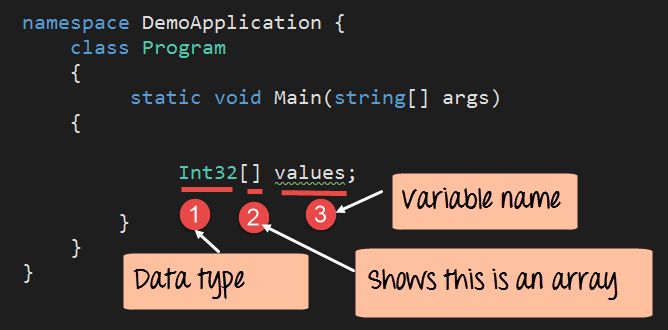 namespace DemoApplication {
class Program
{
static void Main(string[] args)
{
Int32[] values;
1 2 3
Variable name
}
}
}
Data type
Shows this is an array